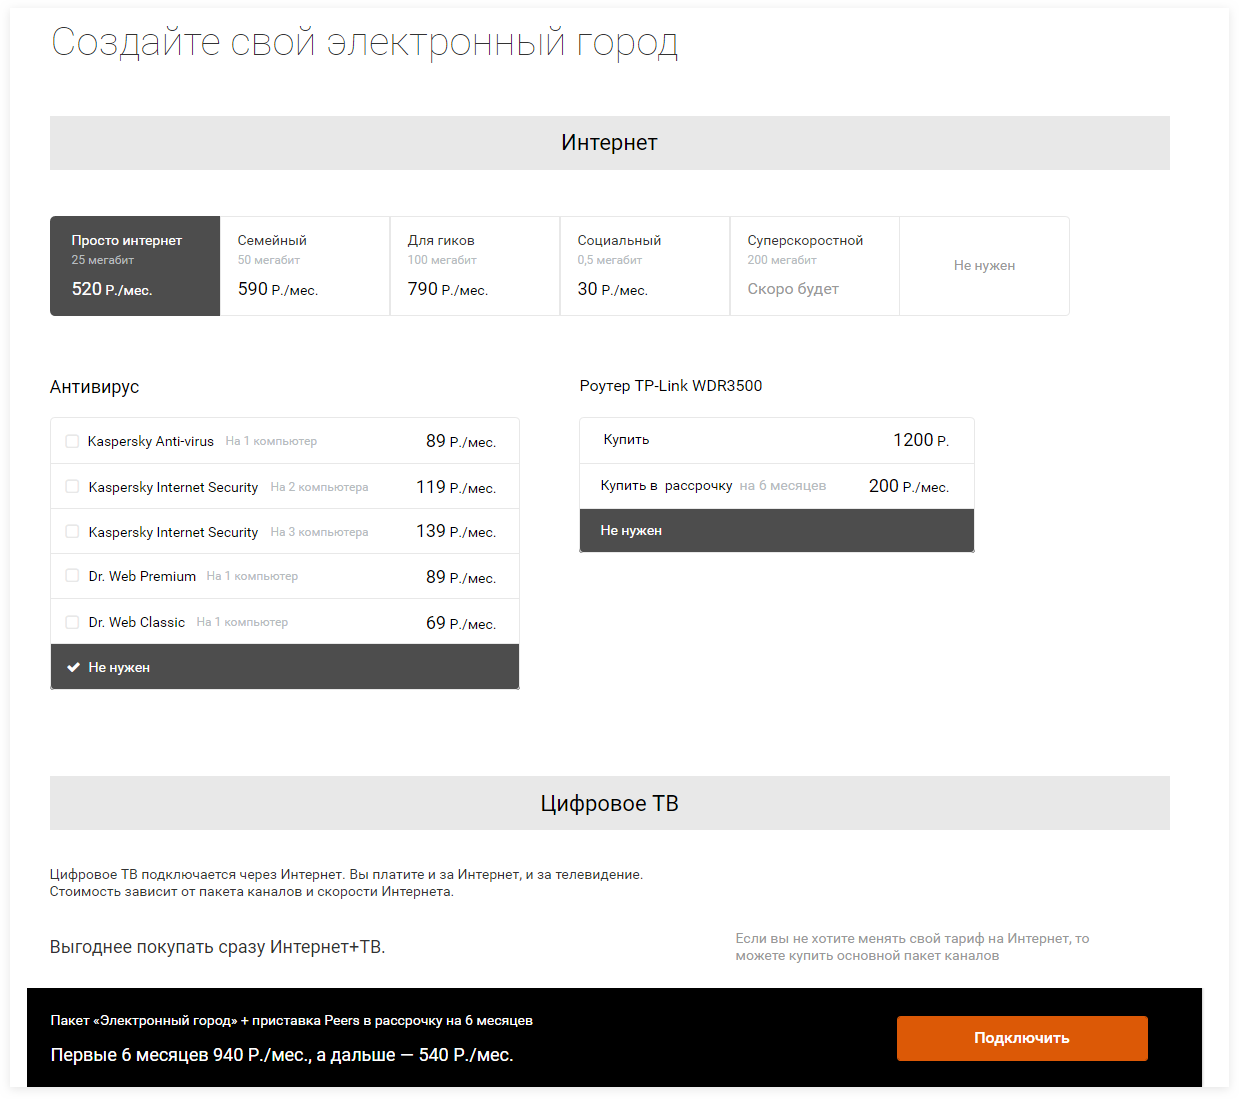 Создайте свой электронный город
Интернет
Просто интернет
25 мегабит
520 Р./мес.
Семейный
50 мегабит
590 Р./мес.
Для гиков
100 мегабит
790 Р./мес.
Социальный
0,5 мегабит
30 Р./мес.
Суперскоростной
200 мегабит
Скоро будет
Не нужен
Антивирус
Kaspersky Anti-virus На 1 компьютер 89 Р./мес.
Kaspersky Internet Security На 2 компьютера 119 Р./мес.
Kaspersky Internet Security На 3 компьютера 139 Р./мес.
Dr. Web Premium На 1 компьютер 89 Р./мес.
Dr. Web Classic На 1 компьютер 69 Р./мес.
Не нужен
Роутер TP-Link WDR3500
Купить 1200 Р.
Купить в рассрочку на 6 месяцев 200 Р./мес.
Не нужен
Цифровое ТВ
Цифровое ТВ подключается через Интернет. Вы платите и за Интернет, и за телевидение.
Стоимость зависит от пакета каналов и скорости Интернета.
Выгоднее покупать сразу Интернет+ТВ.
Если вы не хотите менять свой тариф на Интернет, то
можете купить основной пакет каналов
Пакет «Электронный город» + приставка Peers в рассрочку на 6 месяцев
Первые 6 месяцев 940 Р./мес., а дальше — 540 Р./мес.
Подключить